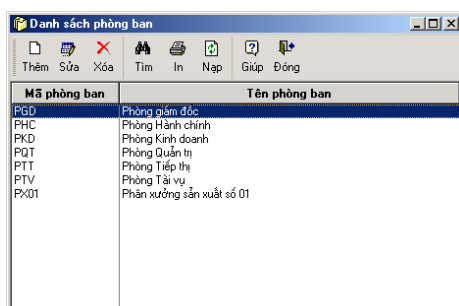 Danh sách phòng ban
Thêm Sửa Xóa Tìm In Nạp Giúp Đóng
Mã phòng ban Tên phòng ban
PGD Phòng giám đốc
PHC Phòng Hành chính
PKD Phòng Kinh doanh
PQT Phòng Quản trị
PTT Phòng Tiếp thị
PTV Phòng Tài vụ
PX01 Phân xưởng sản xuất số 01